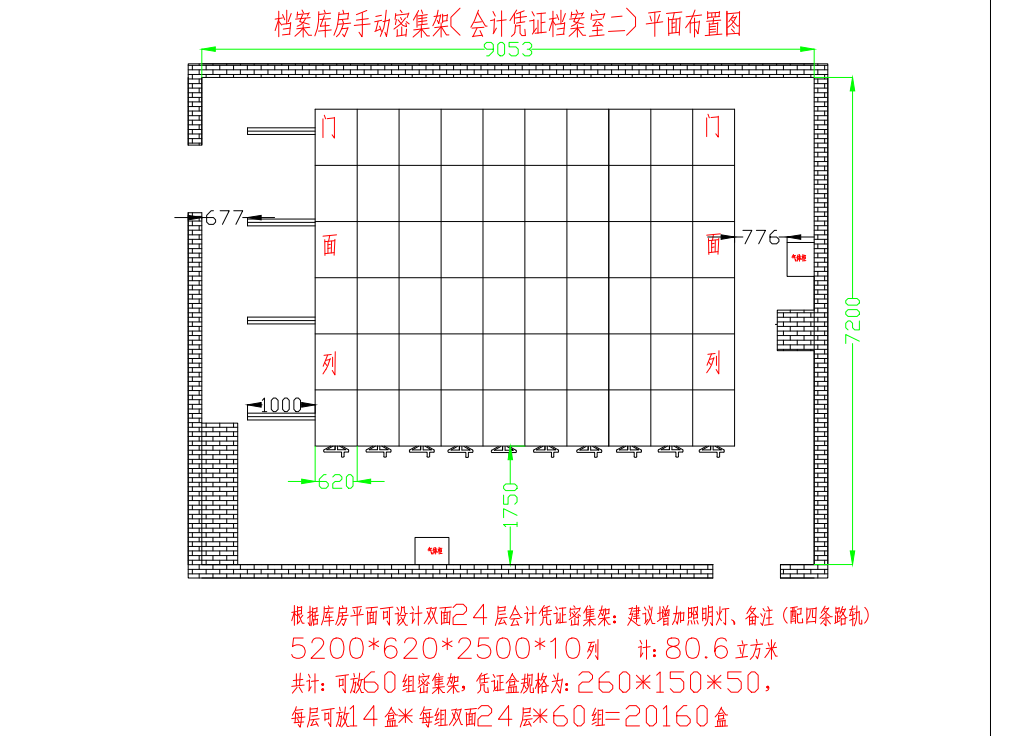 档案库房手动密集架(会计凭证档案室二)平面布置图
9053
门 门
677
面 面
776
气体柜
7200
列 列
1000
620
1750
气体柜
根据库房平面可设计双面24层会计凭证密集架：建议增加照明灯、备注（配四条路轨）
5200*620*2500*10列 计：80.6立方米
共计：可放60组密集架，凭证盒规格为：260*150*50，
每层可放14盒*每组双面24层*60组=20160盒